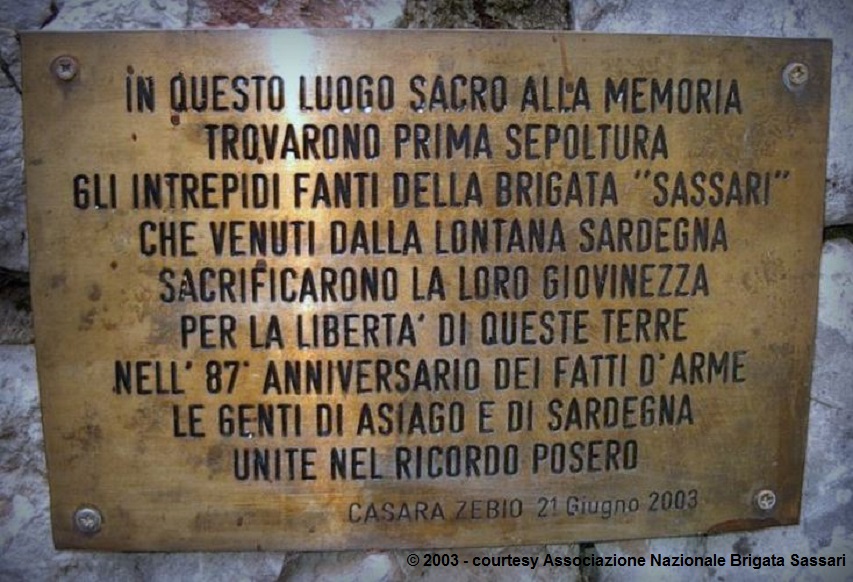 IN QUESTO LUOGO SACRO ALLA MEMORIA
TROVARONO PRIMA SEPOLTURA
GLI INTREPIDI FANTI DELLA BRIGATA "SASSARI"
CHE VENUTI DALLA LONTANA SARDEGNA
SACRIFICARONO LA LORO GIOVINEZZA
PER LA LIBERTA' DI QUESTE TERRE
NELL' 87° ANNIVERSARIO DEI FATTI D'ARME
LE GENTI DI ASIAGO E DI SARDEGNA
UNITE NEL RICORDO POSERO
CASARA ZEBIO 21 Giugno 2003
© 2003 - courtesy Associazione Nazionale Brigata Sassari